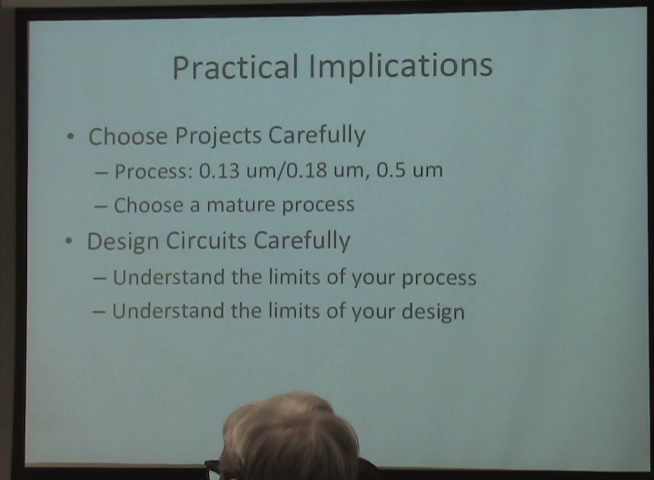 Practical Implications
• Choose Projects Carefully
– Process: 0.13 um/0.18 um, 0.5 um
– Choose a mature process
• Design Circuits Carefully
– Understand the limits of your process
– Understand the limits of your design